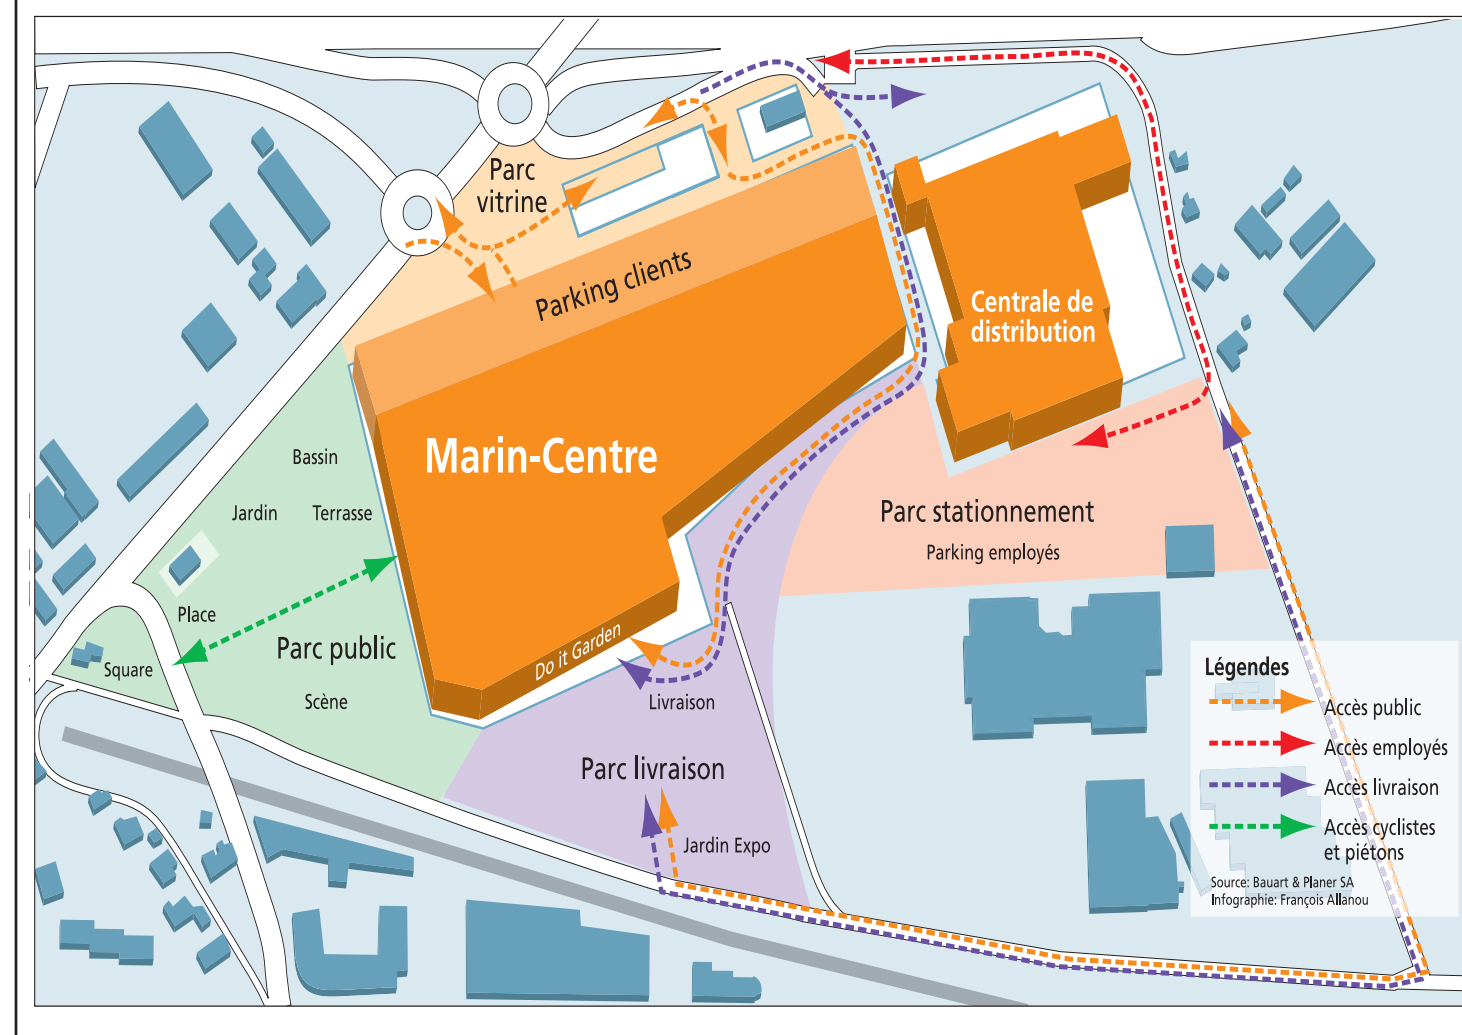 Parc
vitrine
Parking clients
Centrale de
distribution
Marin-Centre
Bassin
Jardin
Terrasse
Parc stationnement
Parking employés
Place
Parc public
Square
Scène
Do it Garden
Livraison
Parc livraison
Jardin Expo
Légendes
Accès public
Accès employés
Accès livraison
Accès cyclistes
et piétons
Source: Bauart & Planer SA
Infographie: François Allanou